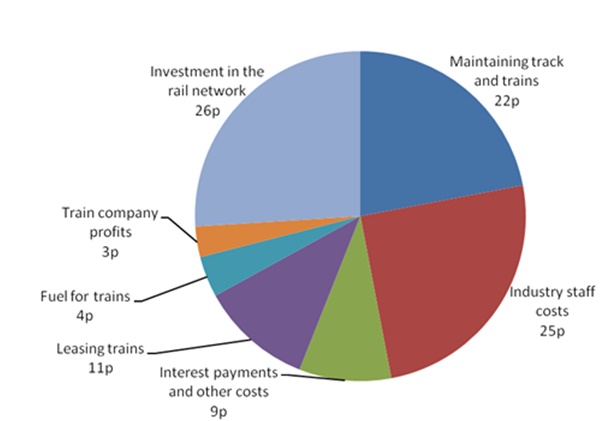 Maintaining track
and trains
22p
Industry staff
costs
25p
Interest payments
and other costs
9p
Leasing trains
11p
Fuel for trains
4p
Train company
profits
3p
Investment in the
rail network
26p